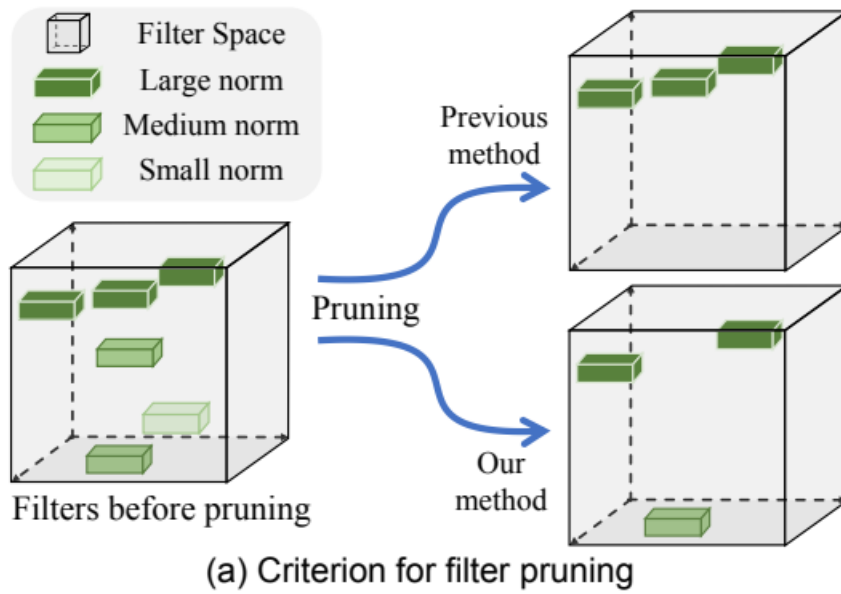 Filter Space
Large norm
Medium norm
Small norm
Previous
method
Pruning
Our
method
Filters before pruning
(a) Criterion for filter pruning